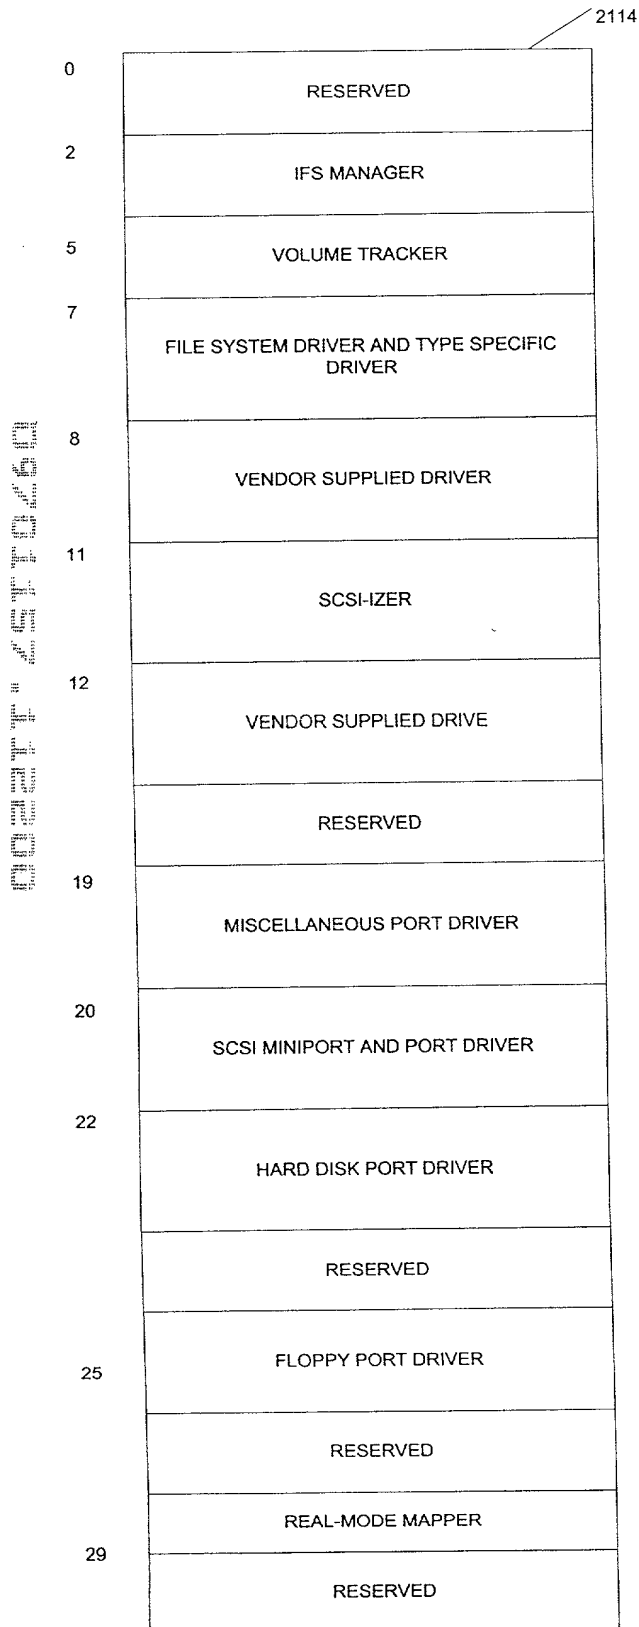 2114
0
RESERVED
2
IFS MANAGER
5
VOLUME TRACKER
7
FILE SYSTEM DRIVER AND TYPE SPECIFIC
DRIVER
8
VENDOR SUPPLIED DRIVER
11
SCSI-IZER
12
VENDOR SUPPLIED DRIVE
RESERVED
19
MISCELLANEOUS PORT DRIVER
20
SCSI MINIPORT AND PORT DRIVER
22
HARD DISK PORT DRIVER
RESERVED
FLOPPY PORT DRIVER
25
RESERVED
REAL-MODE MAPPER
29
RESERVED